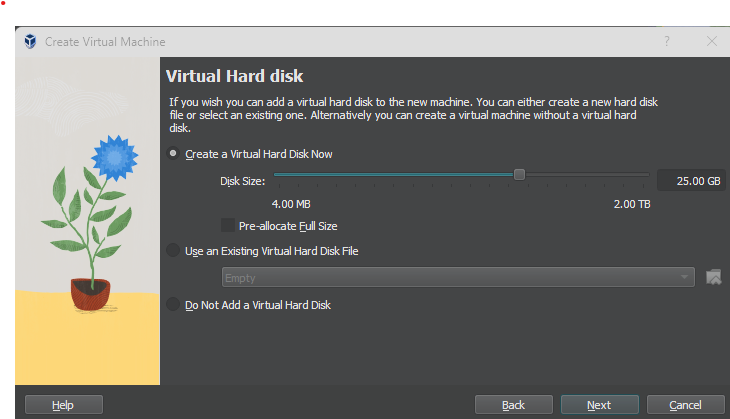 Create Virtual Machine
?
Virtual Hard disk
If you wish you can add a virtual hard disk to the new machine. You can either create a new hard disk
file or select an existing one. Alternatively you can create a virtual machine without a virtual hard
disk.
Create a Virtual Hard Disk Now
Disk Size:
25.00 GB
4.00 MB
2.00 TB
Pre-allocate Full Size
Use an Existing Virtual Hard Disk File
Empty
Do Not Add a Virtual Hard Disk
Help
Back
Next
Cancel